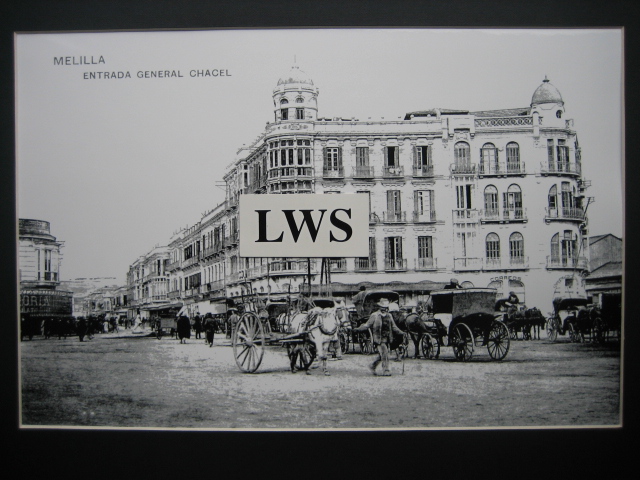 MELILLA
ENTRADA GENERAL CHACEL
LWS
CORREOS